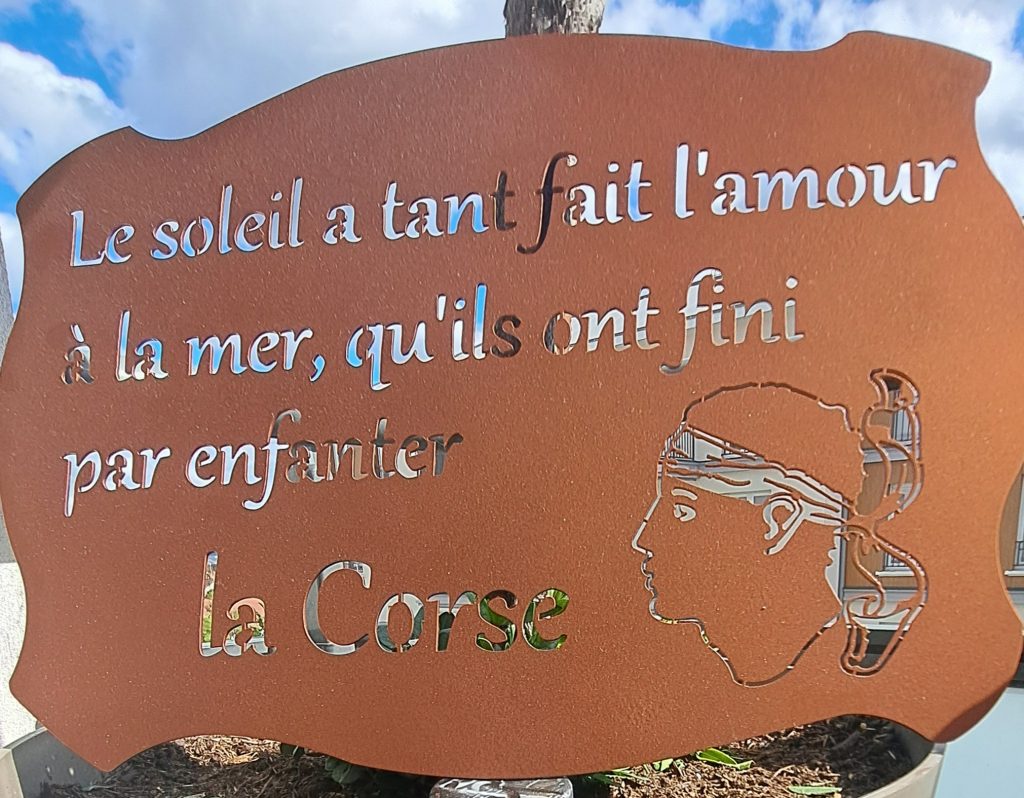 Le soleil a tant fait l'amour
à la mer, qu'ils ont fini
par enfanter
la Corse